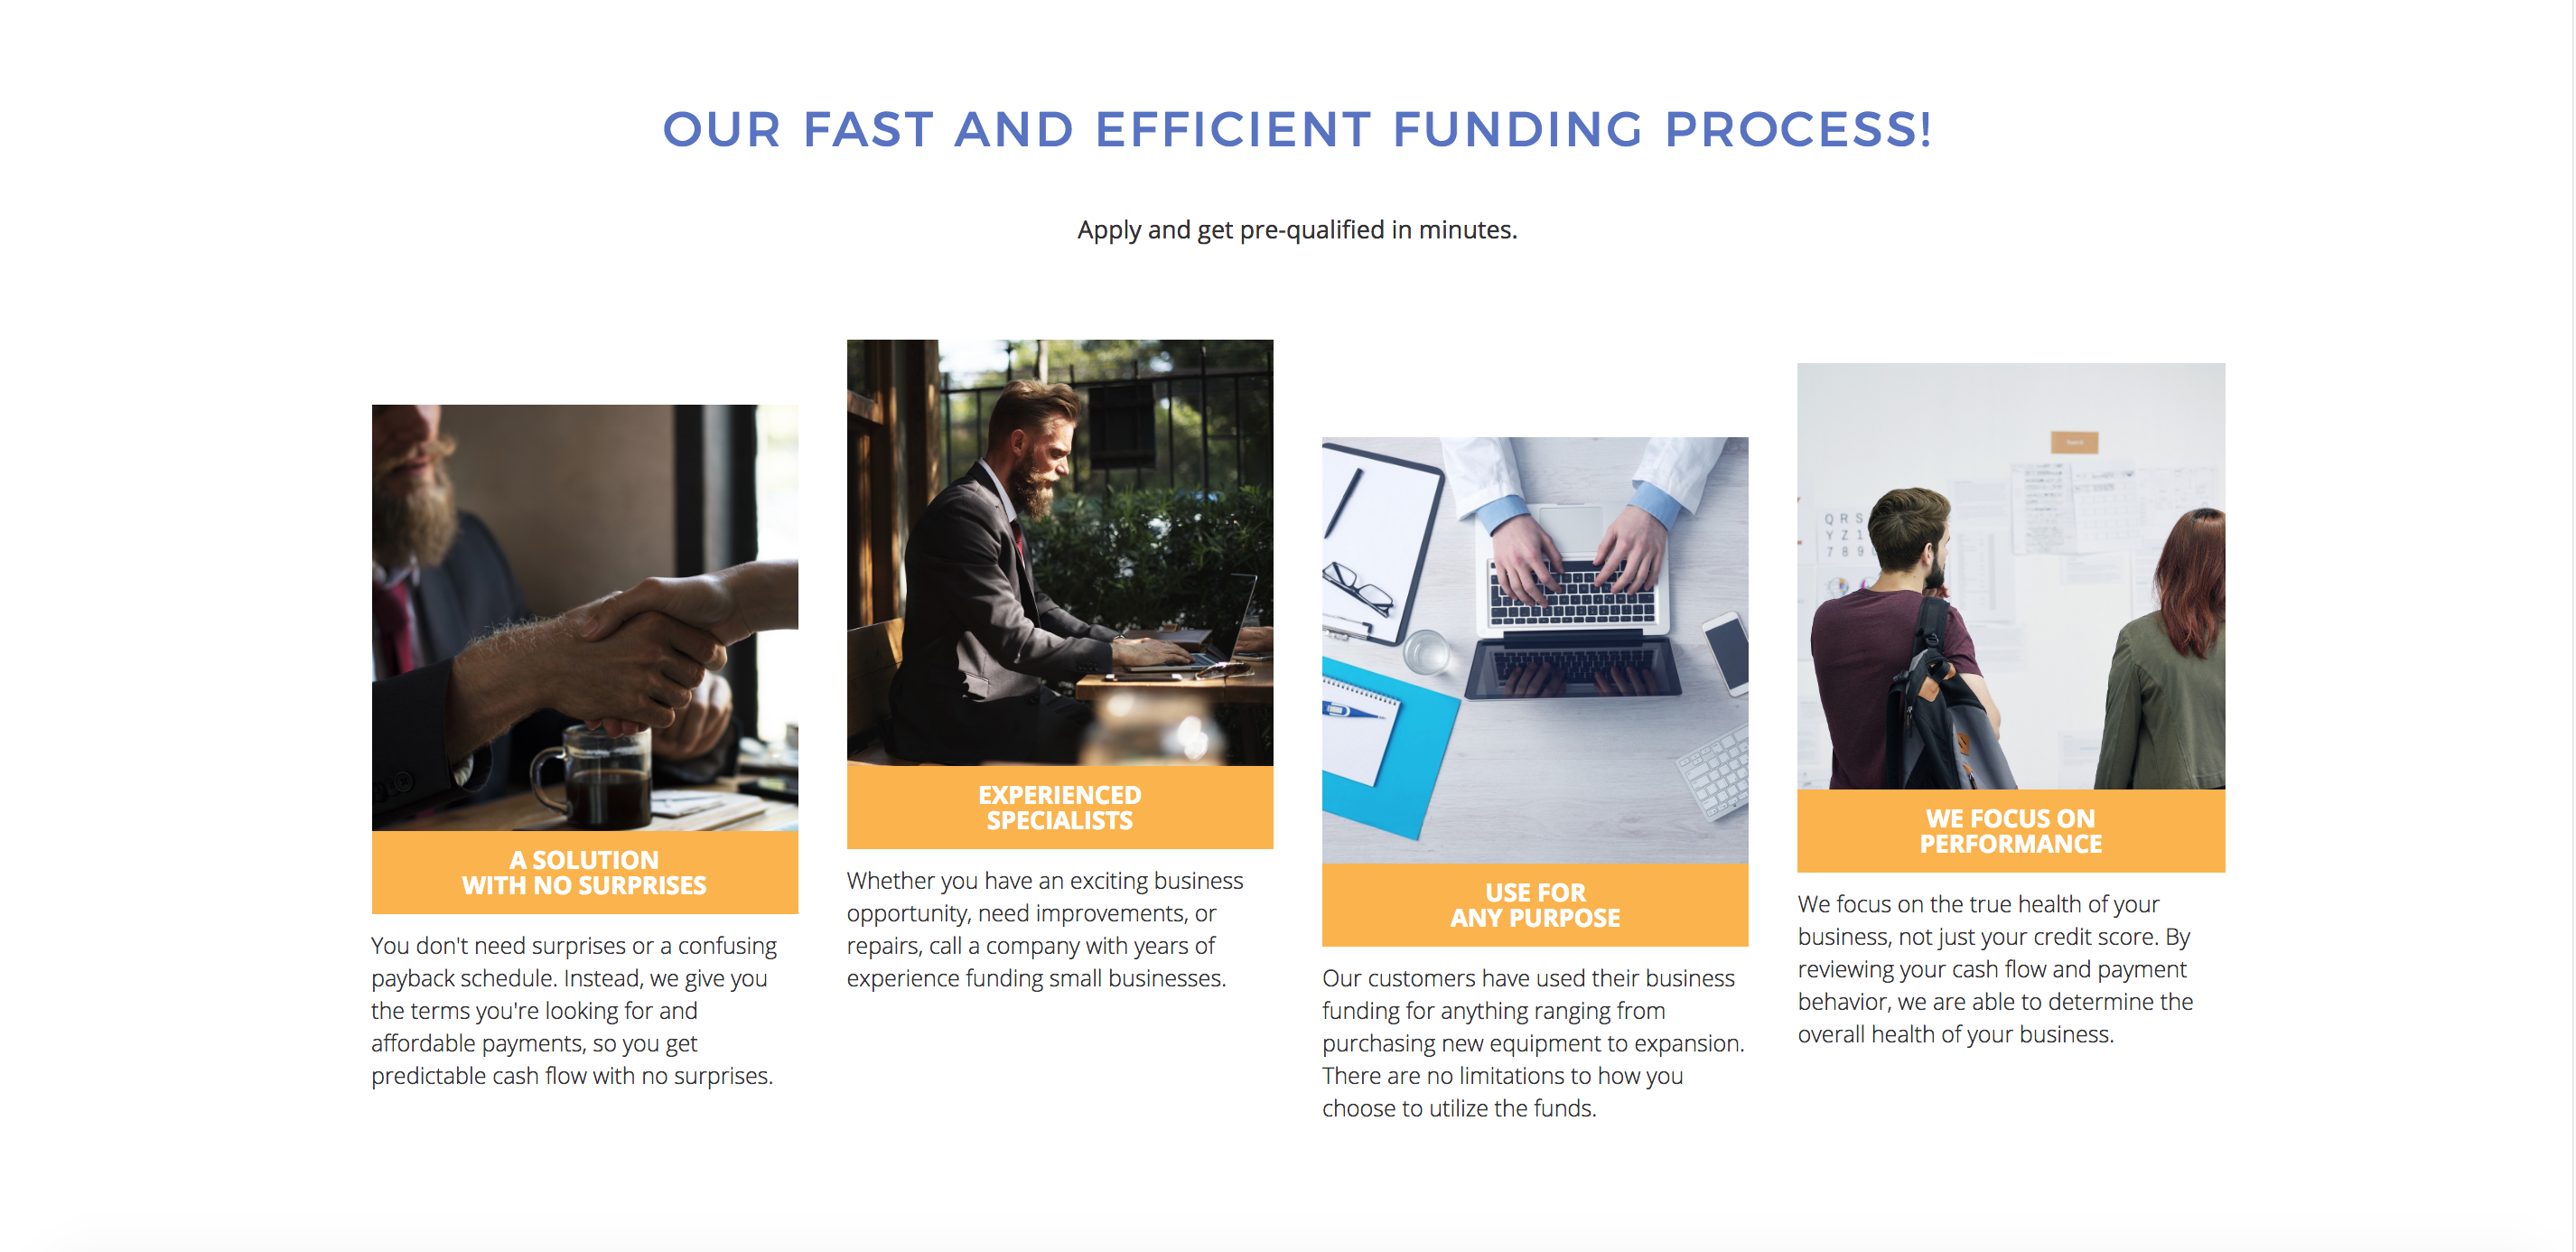 OUR FAST AND EFFICIENT FUNDING PROCESS!
Apply and get pre-qualified in minutes.
A SOLUTION
WITH NO SURPRISES
You don't need surprises or a confusing
payback schedule. Instead, we give you
the terms you're looking for and
affordable payments, so you get
predictable cash flow with no surprises.
EXPERIENCED
SPECIALISTS
Whether you have an exciting business
opportunity, need improvements, or
repairs, call a company with years of
experience funding small businesses.
USE FOR
ANY PURPOSE
Our customers have used their business
funding for anything ranging from
purchasing new equipment to expansion.
There are no limitations to how you
choose to utilize the funds.
Q R S
Y Z 1
7 8 9
WE FOCUS ON
PERFORMANCE
We focus on the true health of your
business, not just your credit score. By
reviewing your cash flow and payment
behavior, we are able to determine the
overall health of your business.